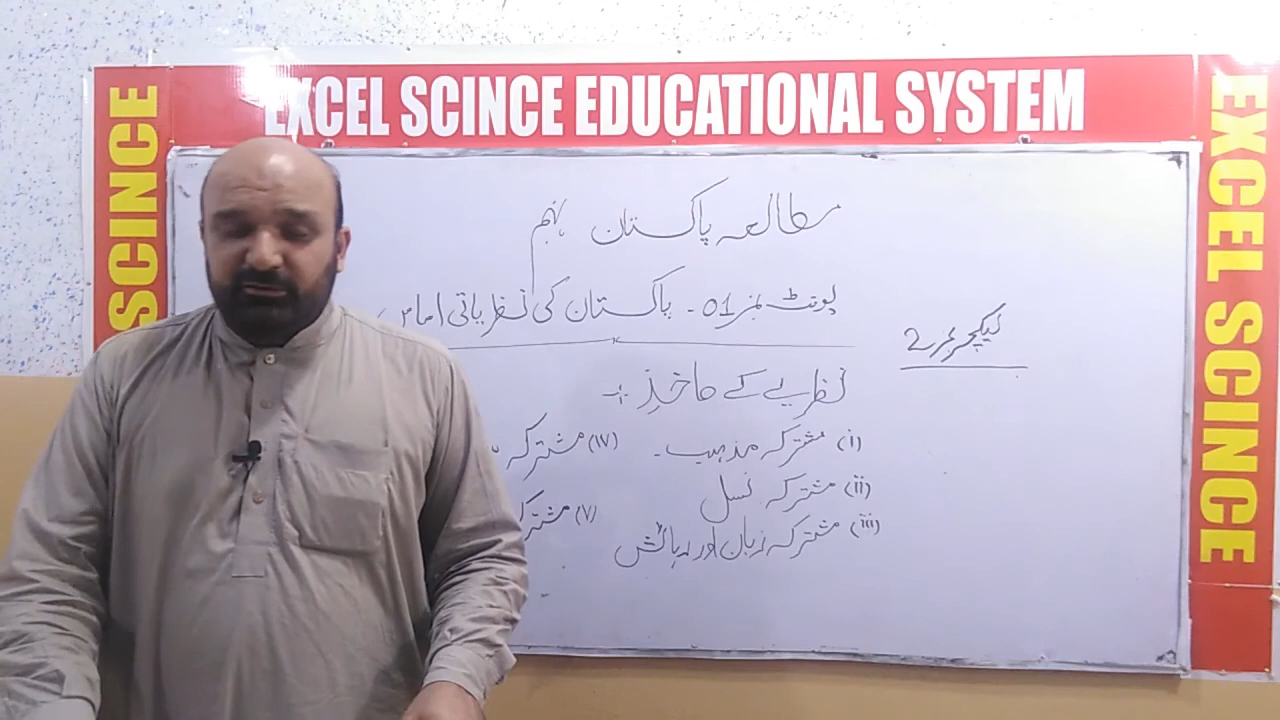 EXCEL SCINCE EDUCATIONAL SYSTEM
SCINCE
EXCEL SCINCE
مطالعہ پاکستان نہم
یونٹ نمبر 01 ۔ پاکستان کی نظریاتی اساس
لیکچر نمبر 2
نظریے کے ماخذ :-
(i) مشترکہ مذہب ۔
(ii) مشترکہ نسل
(iii) مشترکہ زبان اور رہائش
(iv) مشترکہ
(v)